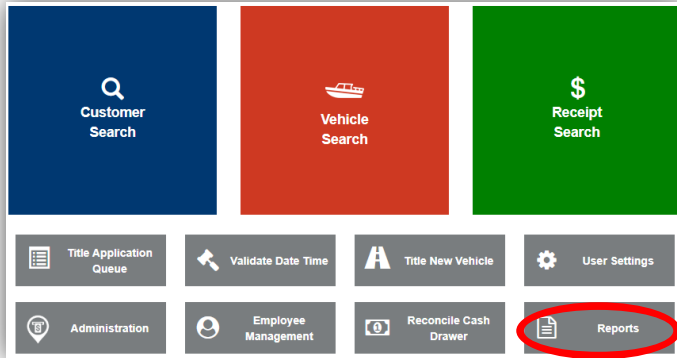 $
Customer
Search
Vehicle
Search
Receipt
Search
Title Application
Queue
Validate Date Time
Title New Vehicle
User Settings
Administration
Employee
Management
Reconcile Cash
Drawer
Reports